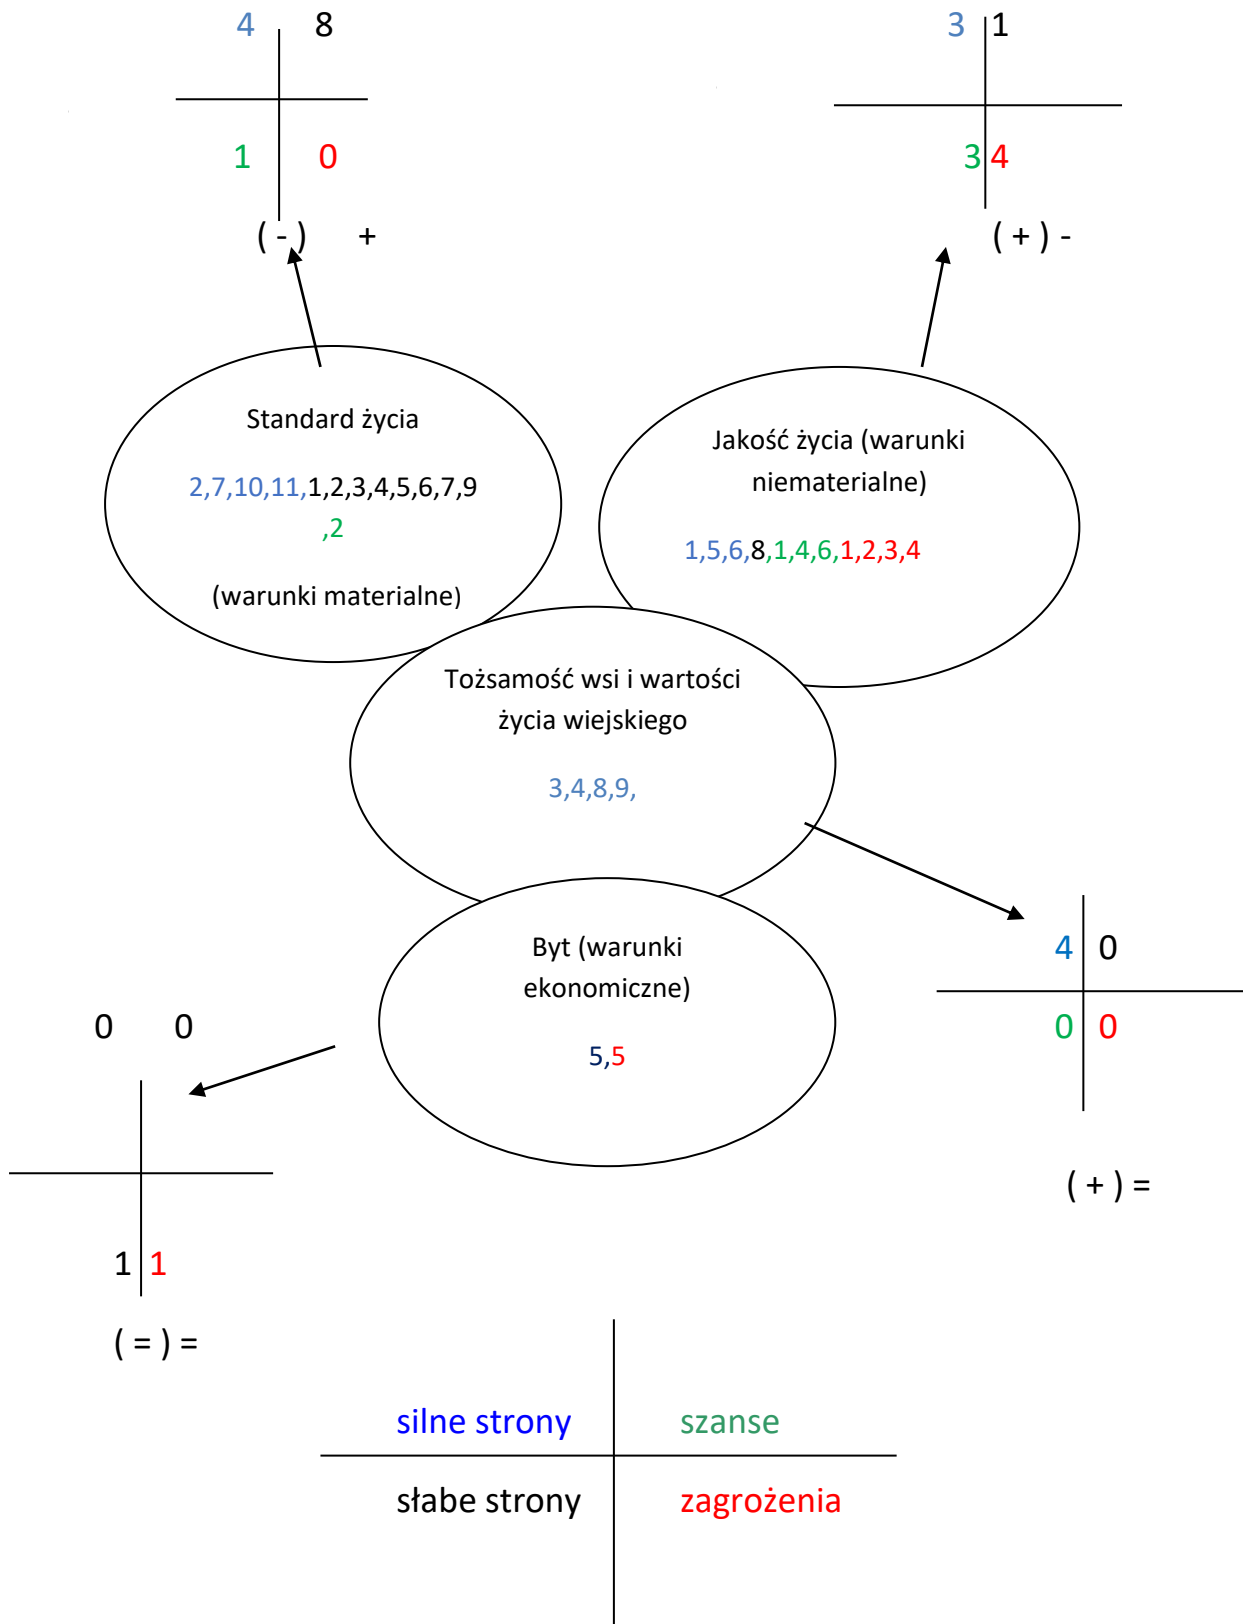 4 8
1 0
( - ) +
3 1
3 4
( + ) -
Standard życia
2,7,10,11,1,2,3,4,5,6,7,9
,2
(warunki materialne)
Jakość życia (warunki
niematerialne)
1,5,6,8,1,4,6,1,2,3,4
Tożsamość wsi i wartości
życia wiejskiego
3,4,8,9,
Byt (warunki
ekonomiczne)
5,5
4 0
0 0
( + ) =
0 0
1 1
( = ) =
silne strony szanse
słabe strony zagrożenia